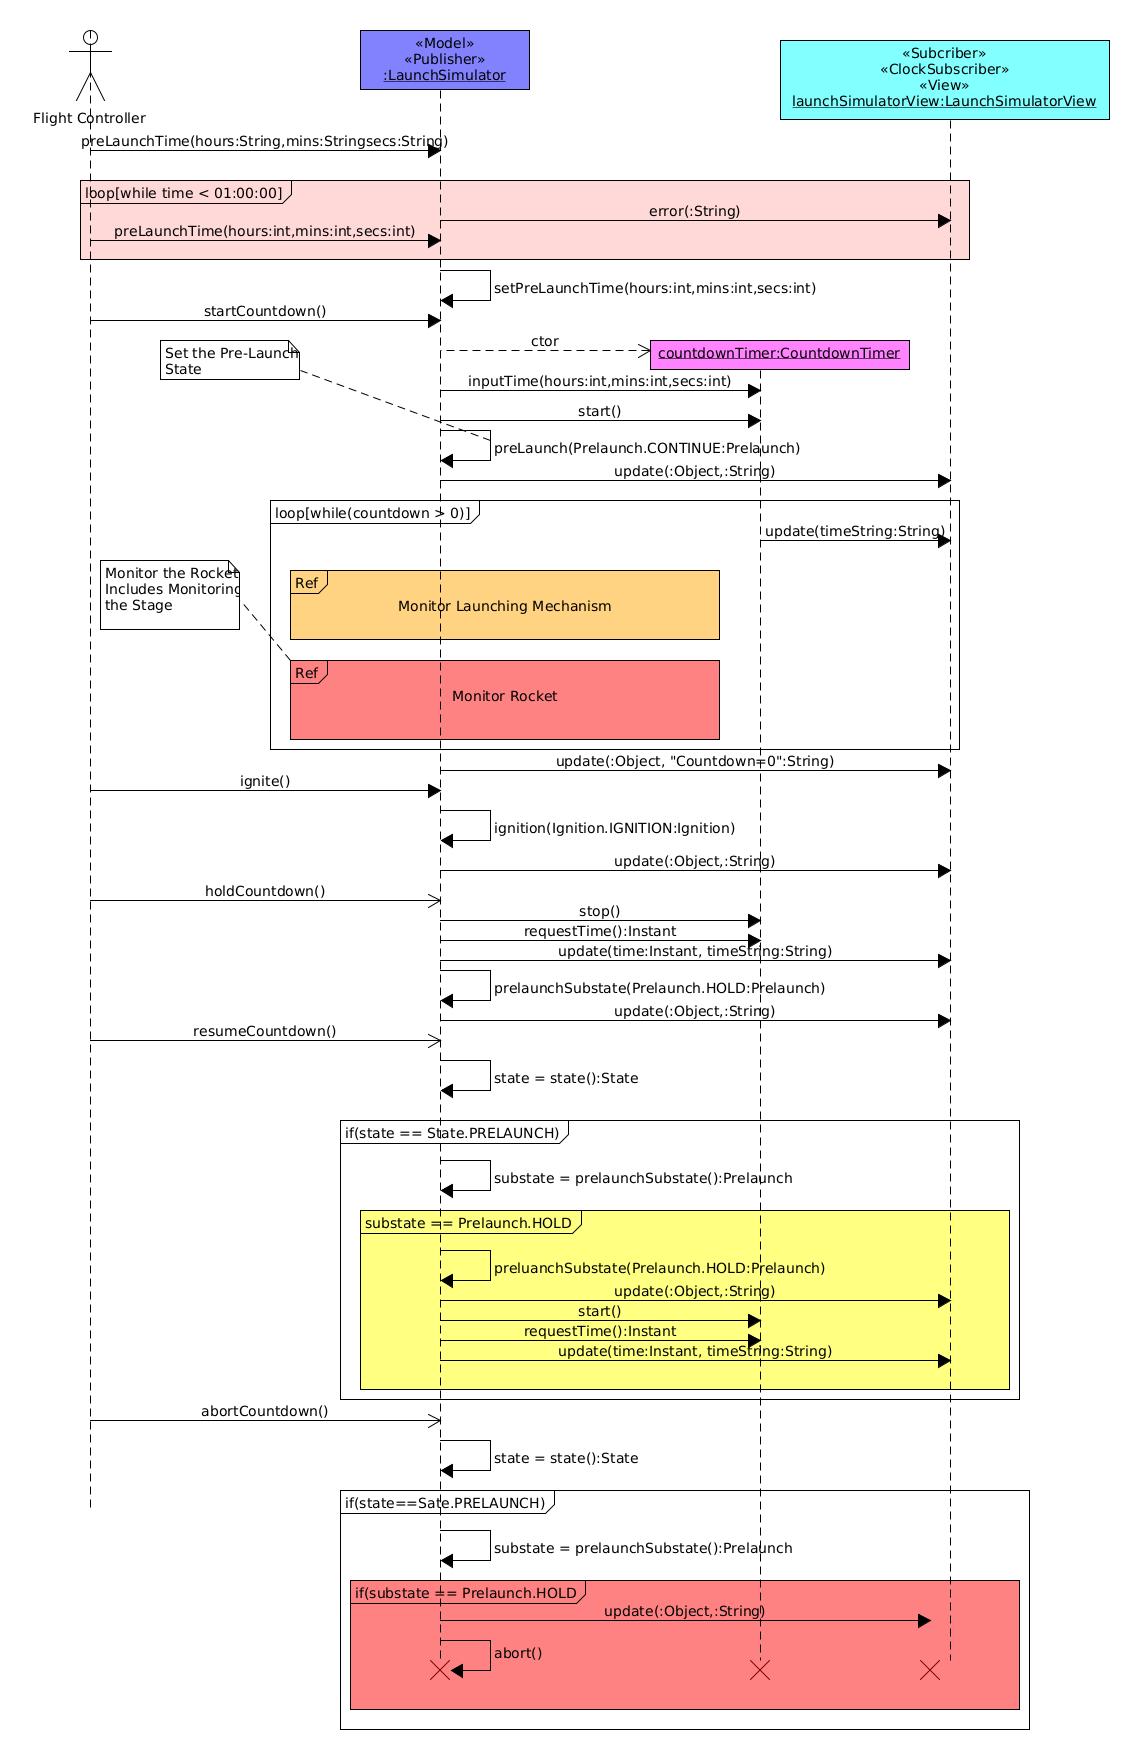 «Model»
«Publisher»
:LaunchSimulator
«Subcriber»
«ClockSubscriber»
«View»
launchSimulatorView:LaunchSimulatorView
Flight Controller
preLaunchTime(hours:String,mins:Stringsecs:String)
loop[while time < 01:00:00]
error(:String)
preLaunchTime(hours:int,mins:int,secs:int)
setPreLaunchTime(hours:int,mins:int,secs:int)
startCountdown()
Set the Pre-Launch
State
ctor
countdownTimer:CountdownTimer
inputTime(hours:int,mins:int,secs:int)
start()
preLaunch(Prelaunch.CONTINUE:Prelaunch)
update(:Object,:String)
loop[while(countdown > 0)]
update(timeString:String)
Monitor the Rocket
Includes Monitoring
the Stage
Ref
Monitor Launching Mechanism
Ref
Monitor Rocket
update(:Object, "Countdown=0":String)
ignite()
ignition(Ignition.IGNITION:Ignition)
update(:Object,:String)
holdCountdown()
stop()
requestTime():Instant
update(time:Instant, timeString:String)
prelaunchSubstate(Prelaunch.HOLD:Prelaunch)
update(:Object,:String)
resumeCountdown()
state = state():State
if(state == State.PRELAUNCH)
substate = prelaunchSubstate():Prelaunch
substate == Prelaunch.HOLD
preluanchSubstate(Prelaunch.HOLD:Prelaunch)
update(:Object,:String)
start()
requestTime():Instant
update(time:Instant, timeString:String)
abortCountdown()
state = state():State
if(state==Sate.PRELAUNCH)
substate = prelaunchSubstate():Prelaunch
if(substate == Prelaunch.HOLD
update(:Object,:String)
abort()